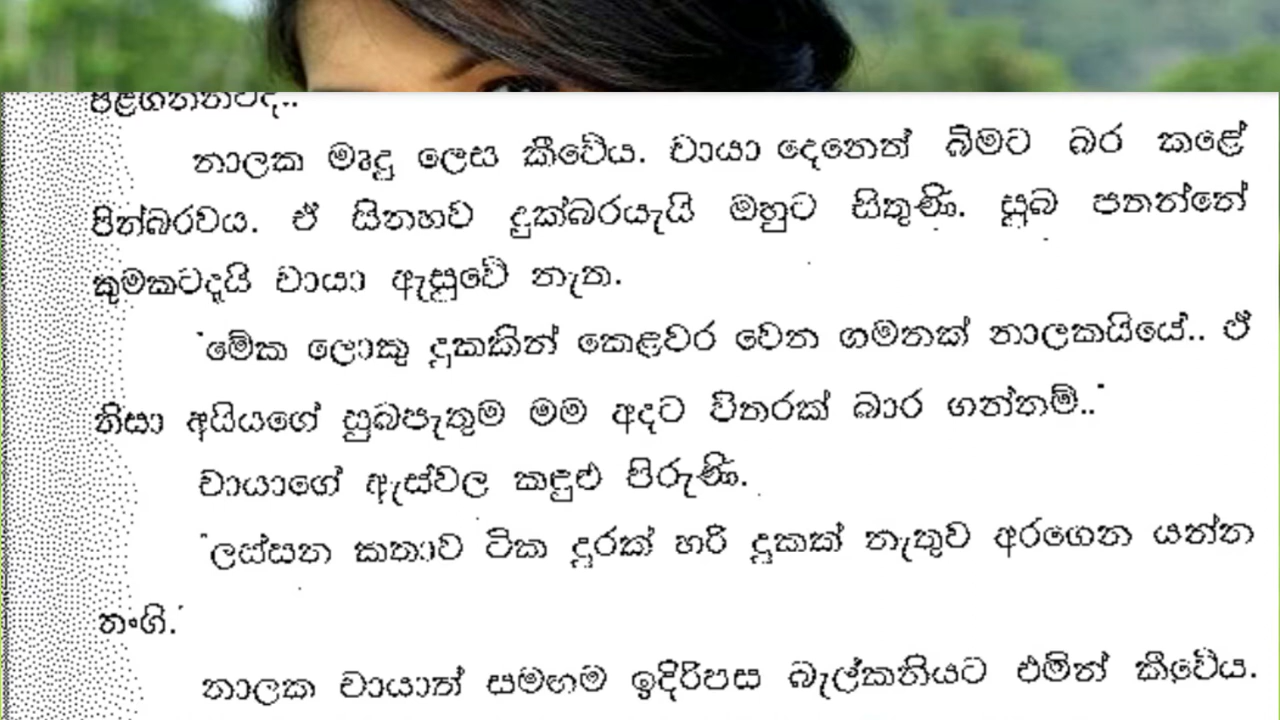 නාලක මෘදු ලෙස කීවේය. චායා දෙනෙත් බිමට බර කළේ
පින්බරවය. ඒ සිනහව දුක්බරයැයි ඔහුට සිතුණි. සුබ පතන්නේ
කුමකටදැයි චායා ඇසුවේ නැත.
"මේක ලොකු දුකකින් කෙළවර වෙන ගමනක් නාලකයියේ.. ඒ
නිසා අයියගේ සුබපැතුම මම අදට විතරක් බාර ගන්නම්.."
චායාගේ ඇස්වල කඳුළු පිරුණි.
"ලස්සන කතාව ටික දුරක් හරි දුකක් නැතුව අරගෙන යන්න
නංගි."
නාලක චායාත් සමඟම ඉදිරිපස බැල්කනියට එමින් කීවේය.